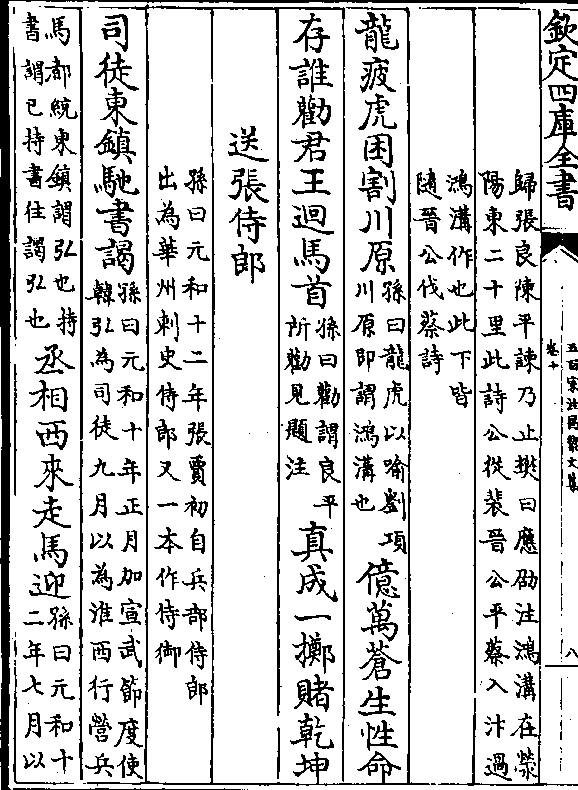 欽定四庫全書
五百家注昌黎文集
卷十
八
歸張良陳平諫乃止樊曰應劭注鴻溝在滎
陽東二十里此詩公從裴晉公平蔡入汴過
鴻溝作也此下皆
隨晉公伐蔡詩
龍疲虎困割川原孫曰龍虎以喻劉項川原即謂鴻溝也億萬蒼生性命
存誰勸君王迴馬首孫曰勸謂良平所勸見題注真成一擲賭乾坤
送張侍郎
孫曰元和十二年張賈初自兵部侍郎
出為華州刺史侍郎又一本作侍御
司徒東鎮馳書謁孫曰元和十年正月加宣武節度使韓弘為司徒九月以為淮西行營兵
馬都統東鎮謂弘也持書謂已持書往謁弘也丞相西來走馬迎孫曰元和十二年七月以